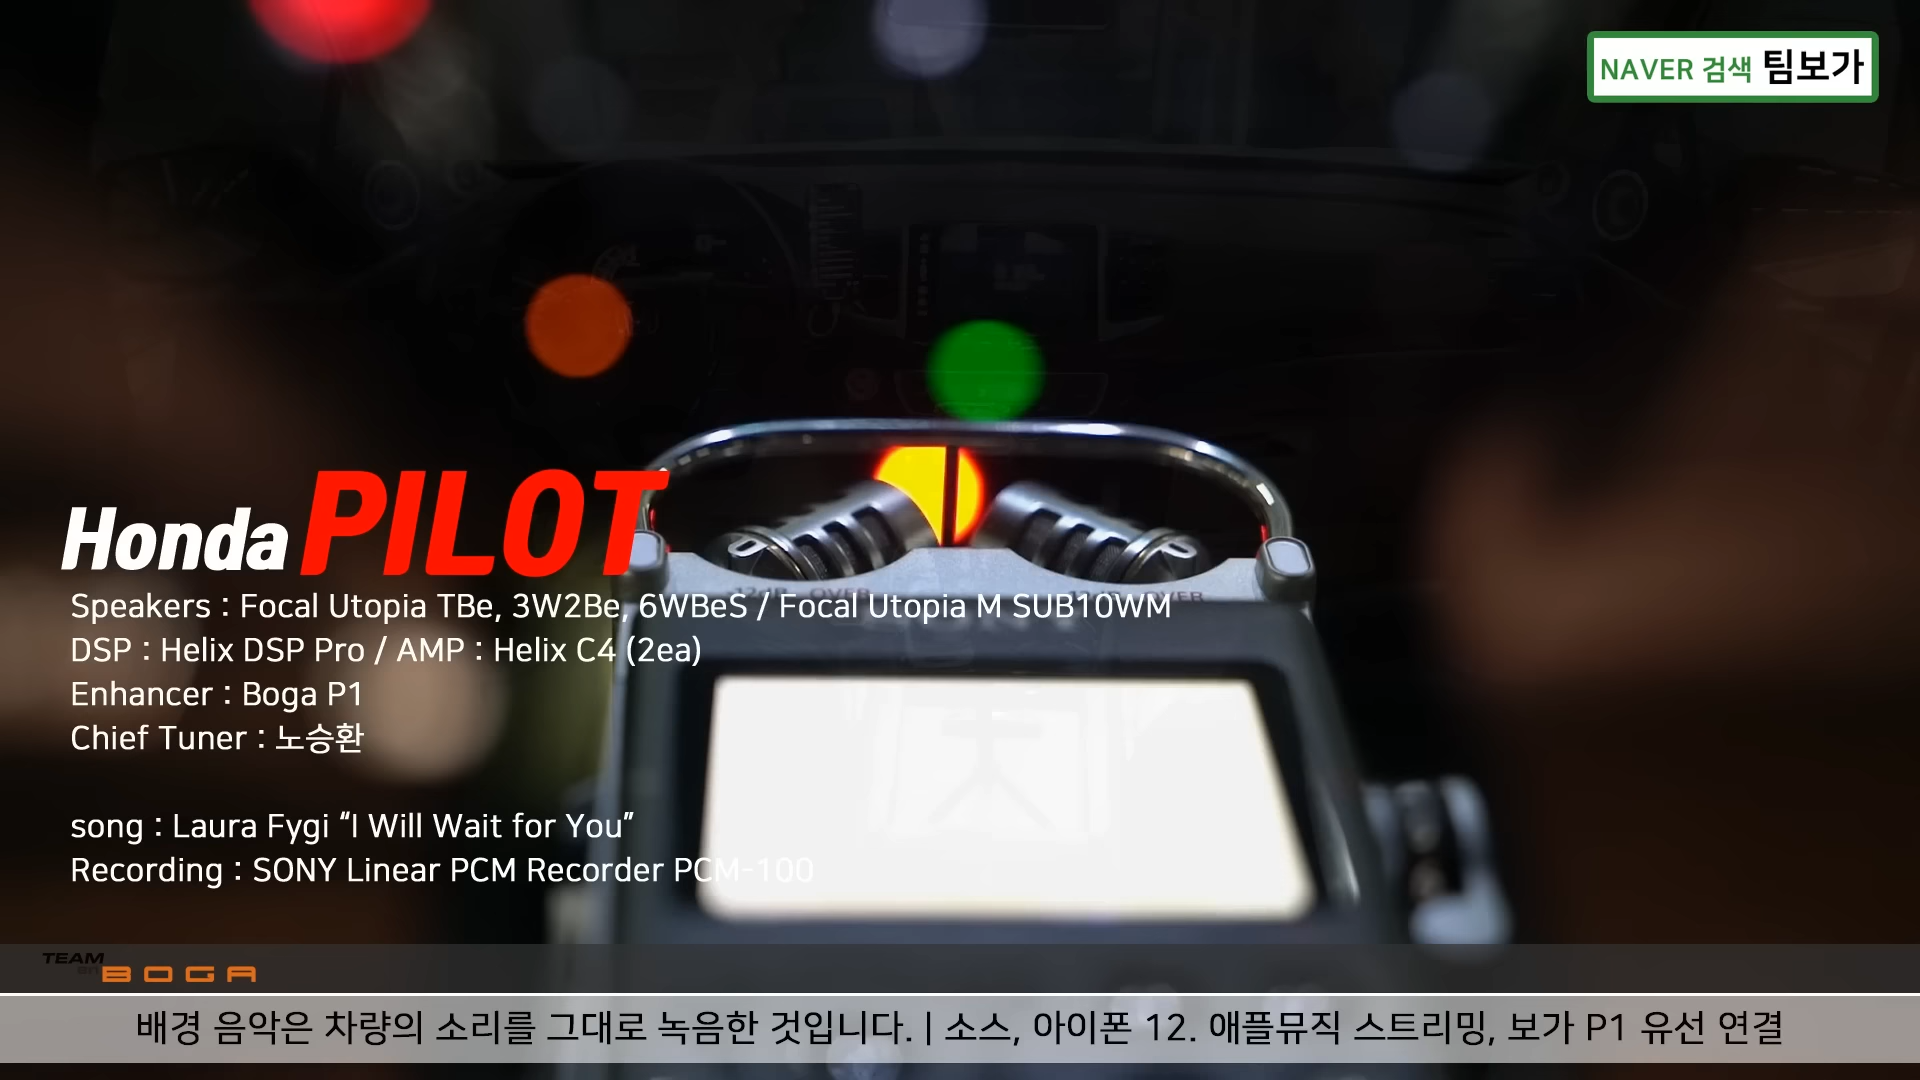 NAVER 검색 팀보가
Honda PILOT
Speakers : Focal Utopia TBe, 3W2Be, 6WBeS / Focal Utopia M SUB10WM
DSP : Helix DSP Pro / AMP : Helix C4 (2ea)
Enhancer : Boga P1
Chief Tuner : 노승환
song : Laura Fygi “I Will Wait for You”
Recording : SONY Linear PCM Recorder PCM-100
TEAM
BOGA
배경 음악은 차량의 소리를 그대로 녹음한 것입니다. | 소스, 아이폰 12. 애플뮤직 스트리밍, 보가 P1 유선 연결